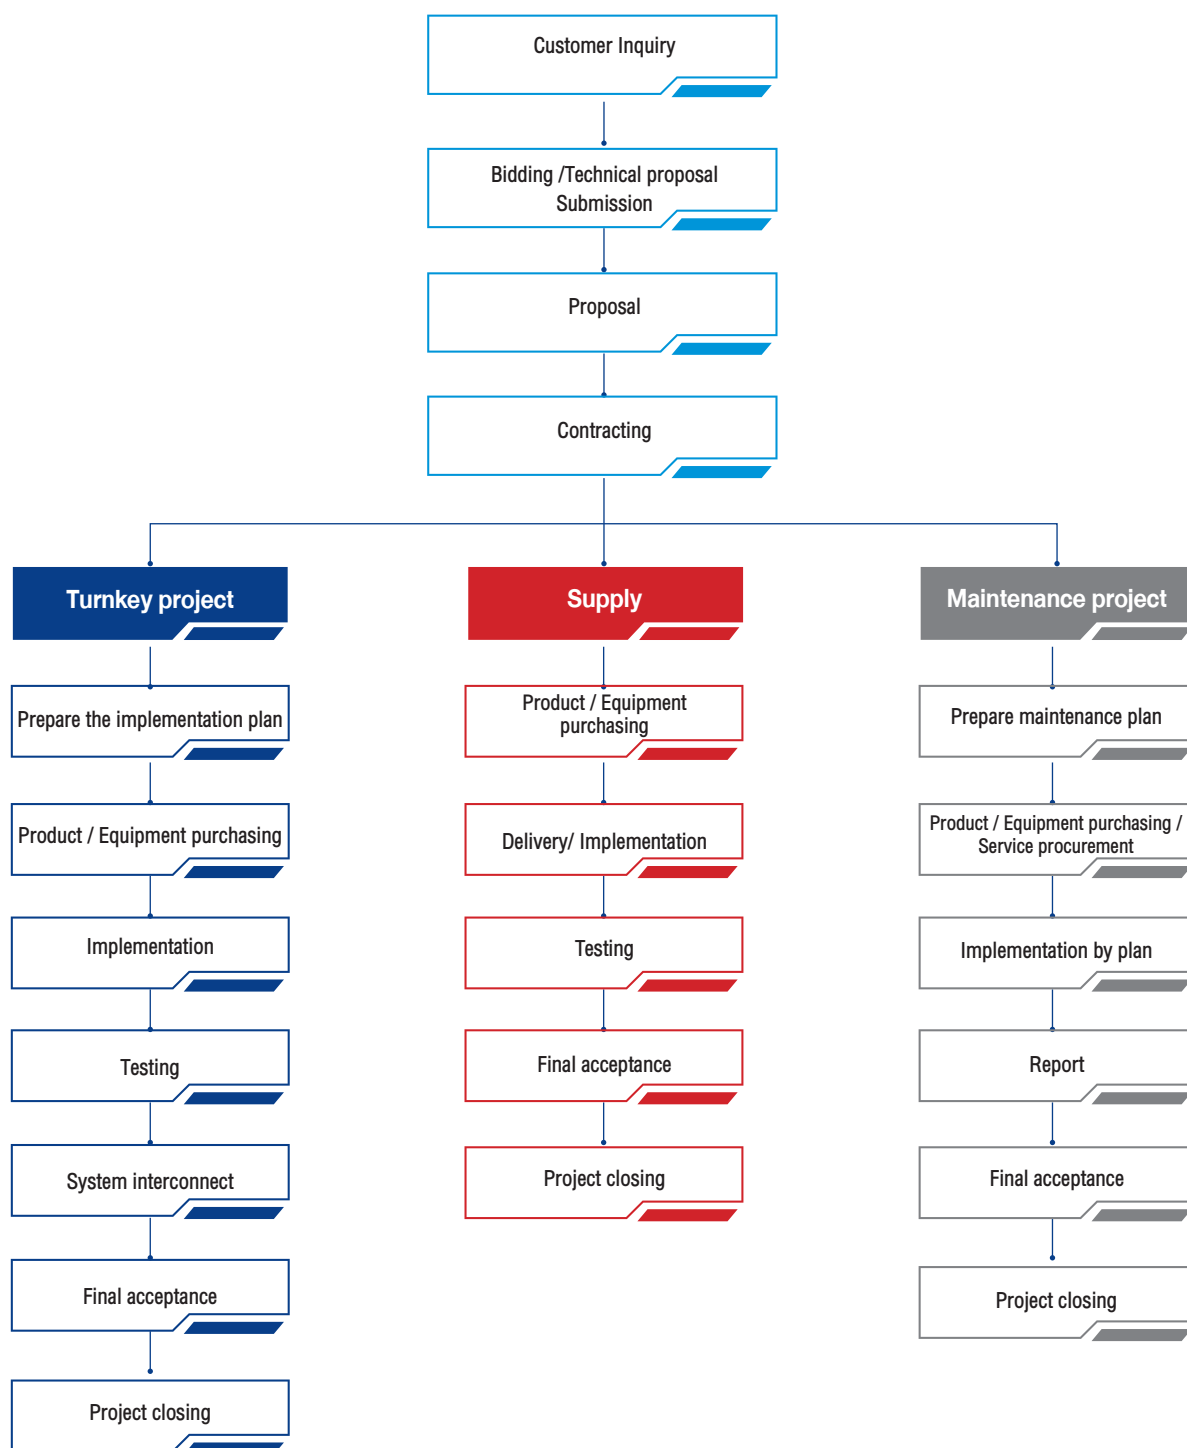 Customer Inquiry
Bidding /Technical proposal
Submission
Proposal
Contracting
Turnkey project
Prepare the implementation plan
Product / Equipment purchasing
Implementation
Testing
System interconnect
Final acceptance
Project closing
Supply
Product / Equipment
purchasing
Delivery/ Implementation
Testing
Final acceptance
Project closing
Maintenance project
Prepare maintenance plan
Product / Equipment purchasing /
Service procurement
Implementation by plan
Report
Final acceptance
Project closing